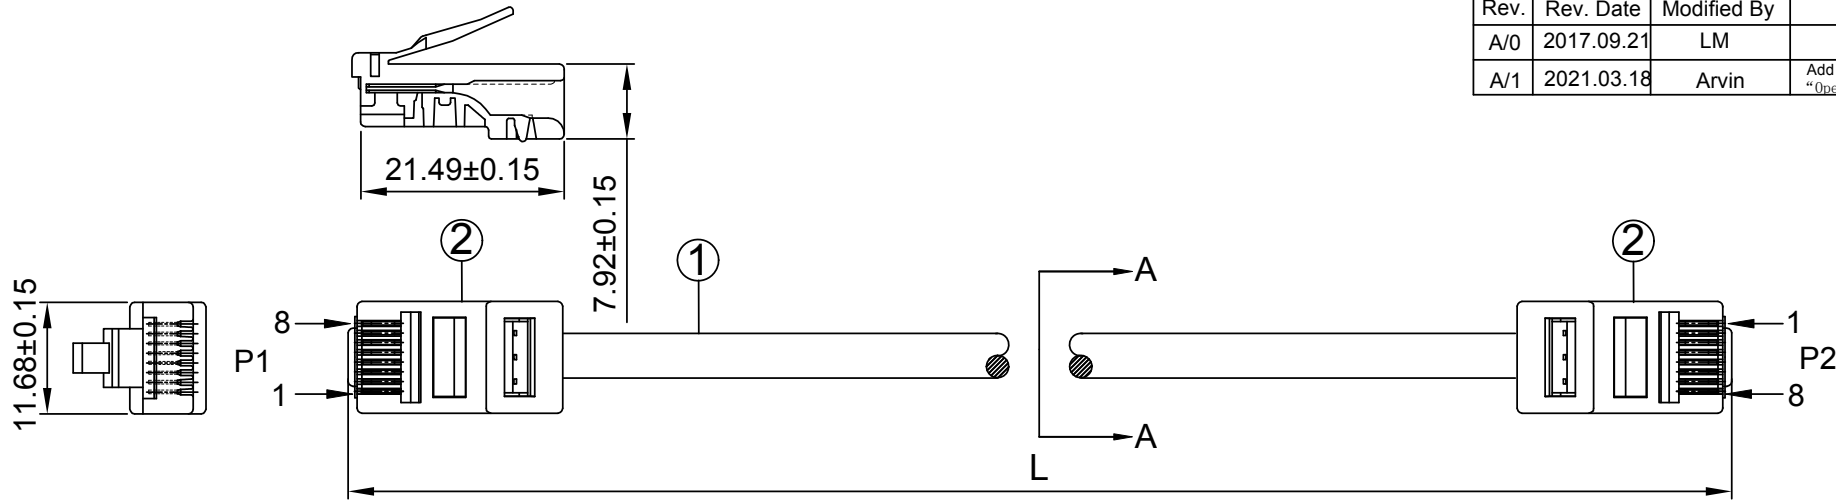 Rev. Rev. Date Modified By
A/0 2017.09.21 LM
A/1 2021.03.18 Arvin Add
21.49±0.15
7.92±0.15
11.68±0.15
2
1
2
A
8
1
P1
P2
1
8
A
L